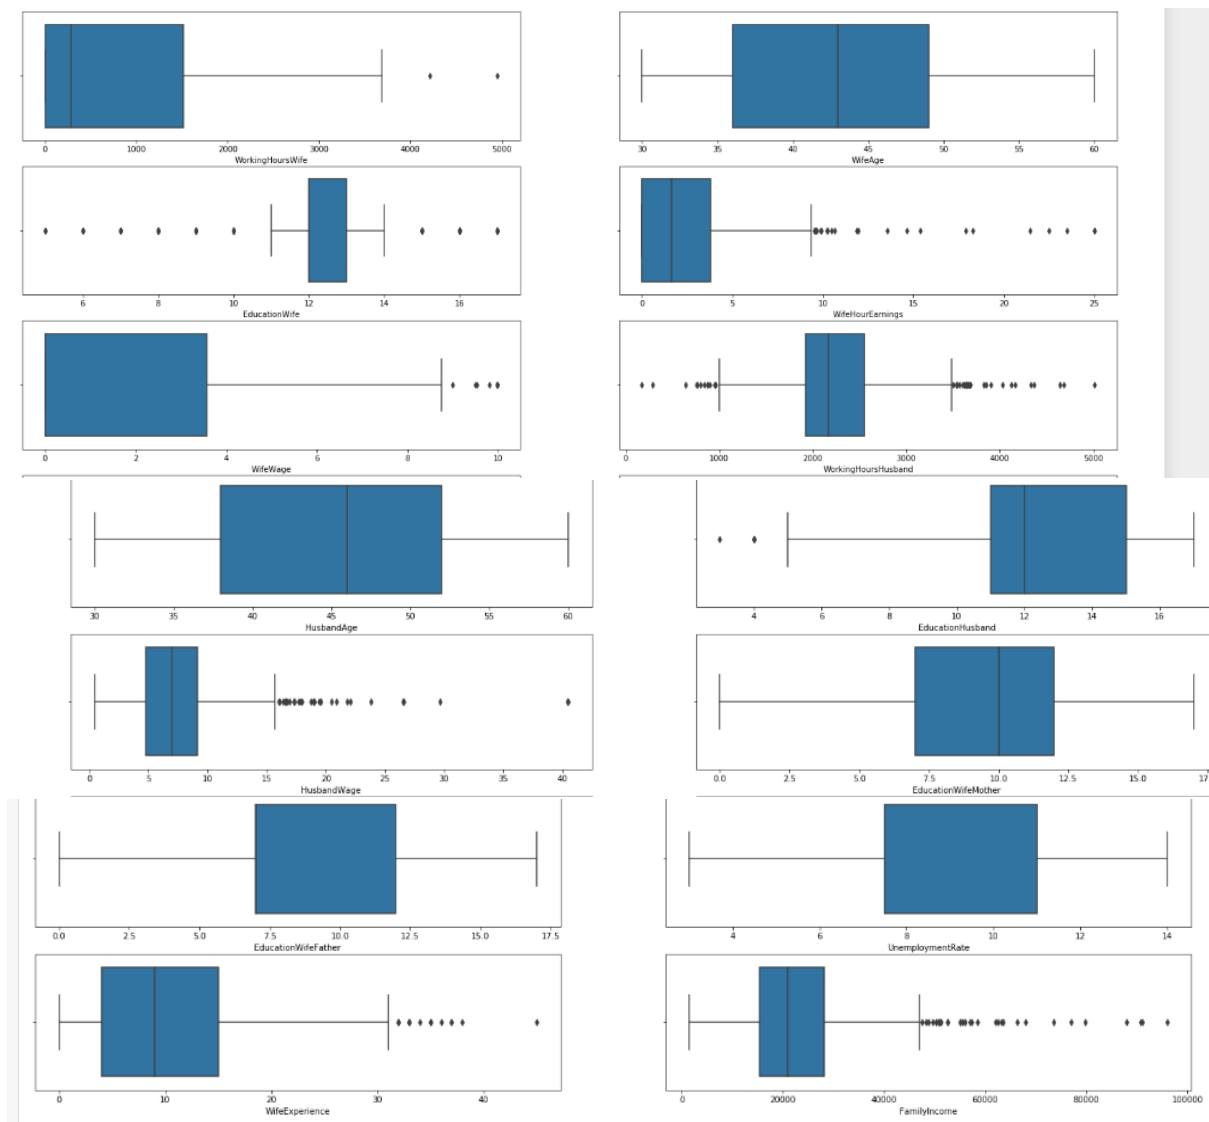 0 1000 2000 3000 4000 5000
WorkingHoursWife
30 35 40 45 50 55 60
WifeAge
6 8 10 12 14 16
EducationWife
0 5 10 15 20 25
WifeHourEarnings
0 2 4 6 8 10
WifeWage
0 1000 2000 3000 4000 5000
WorkingHoursHusband
30 35 40 45 50 55 60
HusbandAge
4 6 8 10 12 14 16
EducationHusband
0 5 10 15 20 25 30 35 40
HusbandWage
0.0 2.5 5.0 7.5 10.0 12.5 15.0
EducationWifeMother
0.0 2.5 5.0 7.5 10.0 12.5 15.0 17.5
EducationWifeFather
4 6 8 10 12 14
UnemploymentRate
0 10 20 30 40
WifeExperience
0 20000 40000 60000 80000 100000
FamilyIncome